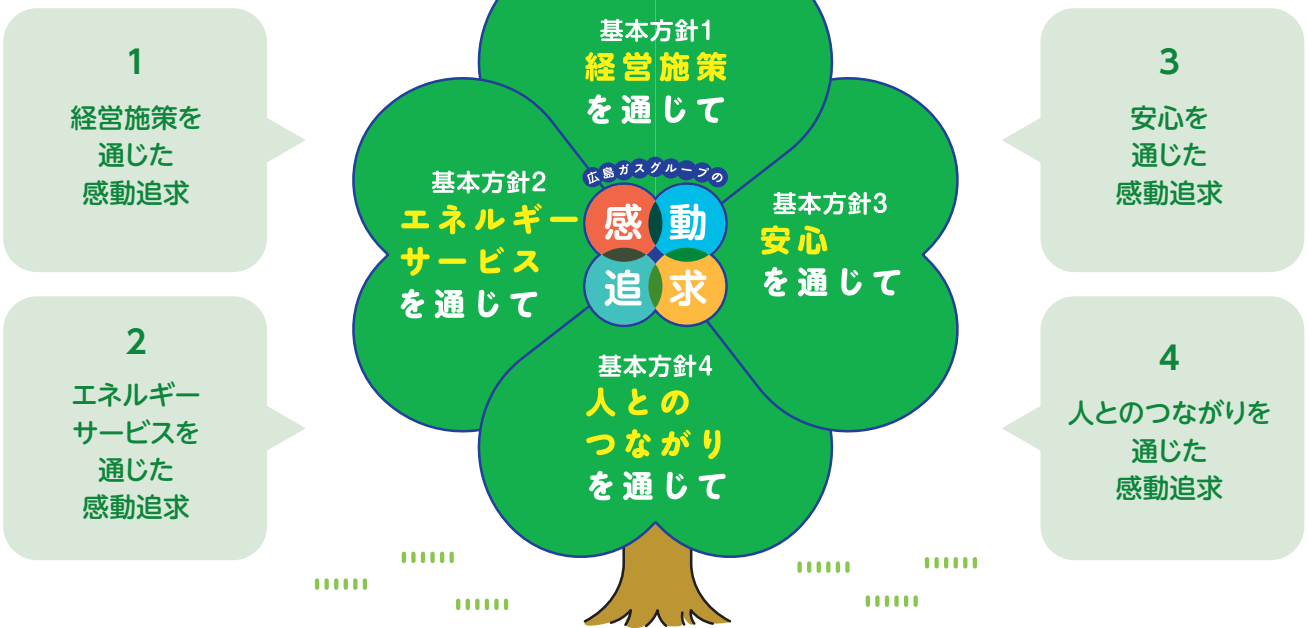 1
経営施策を
通じた
感動追求
2
エネルギー
サービスを
通じた
感動追求
基本方針1
経営施策
を通じて
基本方針2
エネルギー
サービス
を通じて
広島ガスグループの
感動
追求
基本方針3
安心
を通じて
基本方針4
人との
つながり
を通じて
3
安心を
通じた
感動追求
4
人とのつながりを
通じた
感動追求